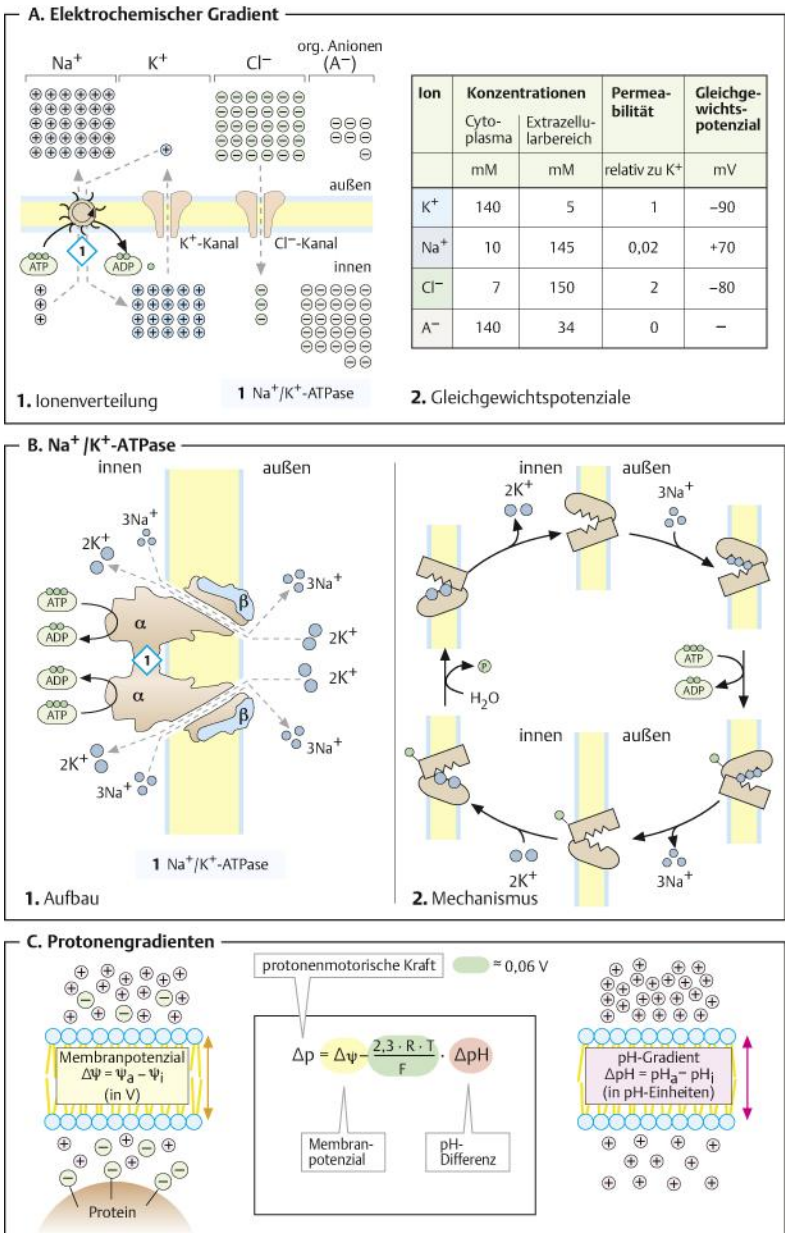 A. Elektrochemischer Gradient
Na⁺
K⁺
Cl⁻
org. Anionen
(A⁻)
außen
K⁺-Kanal
Cl⁻-Kanal
1
ATP
ADP
innen
1. Ionenverteilung
1 Na⁺/K⁺-ATPase
Ion Konzentrationen Permeabilität Gleichgewichtspotenzial
Cytoplasma Extrazellularbereich
mM mM relativ zu K⁺ mV
K⁺ 140 5 1 –90
Na⁺ 10 145 0,02 +70
Cl⁻ 7 150 2 –80
A⁻ 140 34 0 –
2. Gleichgewichtspotenziale
B. Na⁺/K⁺-ATPase
innen außen
3Na⁺
2K⁺
3Na⁺
ATP
α
β
2K⁺
ADP
1
ADP
2K⁺
α
β
ATP
2K⁺
3Na⁺
3Na⁺
1 Na⁺/K⁺-ATPase
1. Aufbau
innen außen
2K⁺
3Na⁺
P
H₂O
ATP
ADP
innen außen
2K⁺
3Na⁺
2. Mechanismus
C. Protonengradienten
Membranpotenzial
Δψ = ψₐ – ψᵢ
(in V)
Protein
protonenmotorische Kraft
≈ 0,06 V
Δp = Δψ – 2,3 · R · T / F · ΔpH
Membran-
potenzial
pH-
Differenz
pH-Gradient
ΔpH = pHₐ – pHᵢ
(in pH-Einheiten)